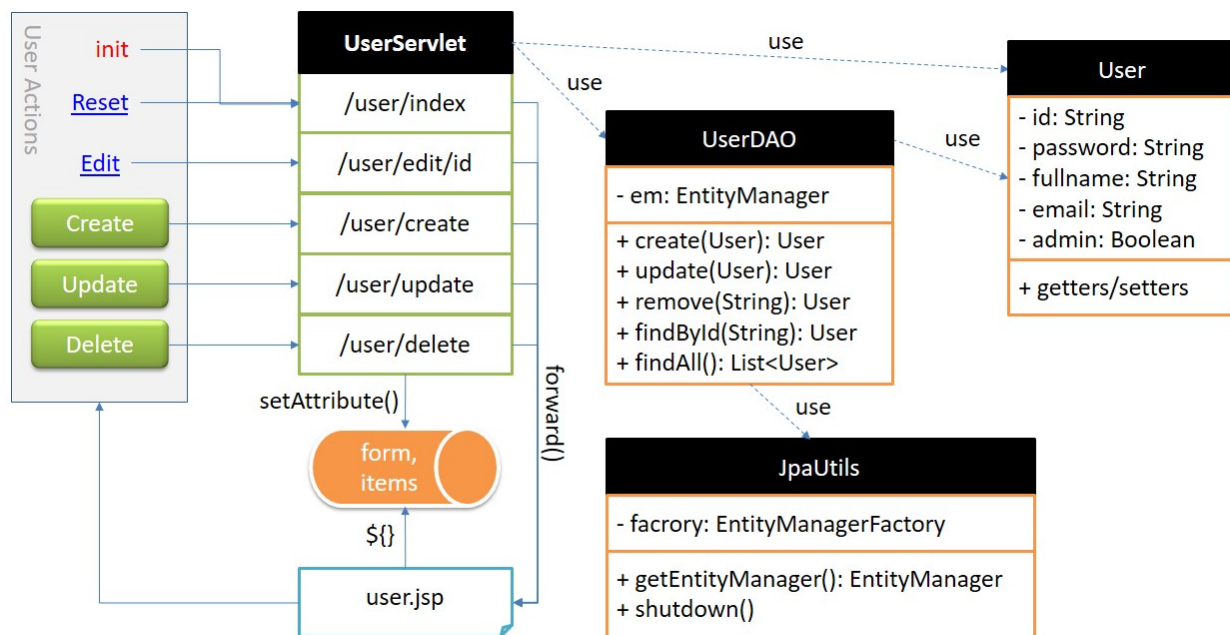 User Actions
init
Reset
Edit
Create
Update
Delete
UserServlet
/user/index
/user/edit/id
/user/create
/user/update
/user/delete
setAttribute()
form,
items
${}
user.jsp
forward()
use
use
use
use
UserDAO
- em: EntityManager
+ create(User): User
+ update(User): User
+ remove(String): User
+ findById(String): User
+ findAll(): List<User>
User
- id: String
- password: String
- fullname: String
- email: String
- admin: Boolean
+ getters/setters
JpaUtils
- facrory: EntityManagerFactory
+ getEntityManager(): EntityManager
+ shutdown()